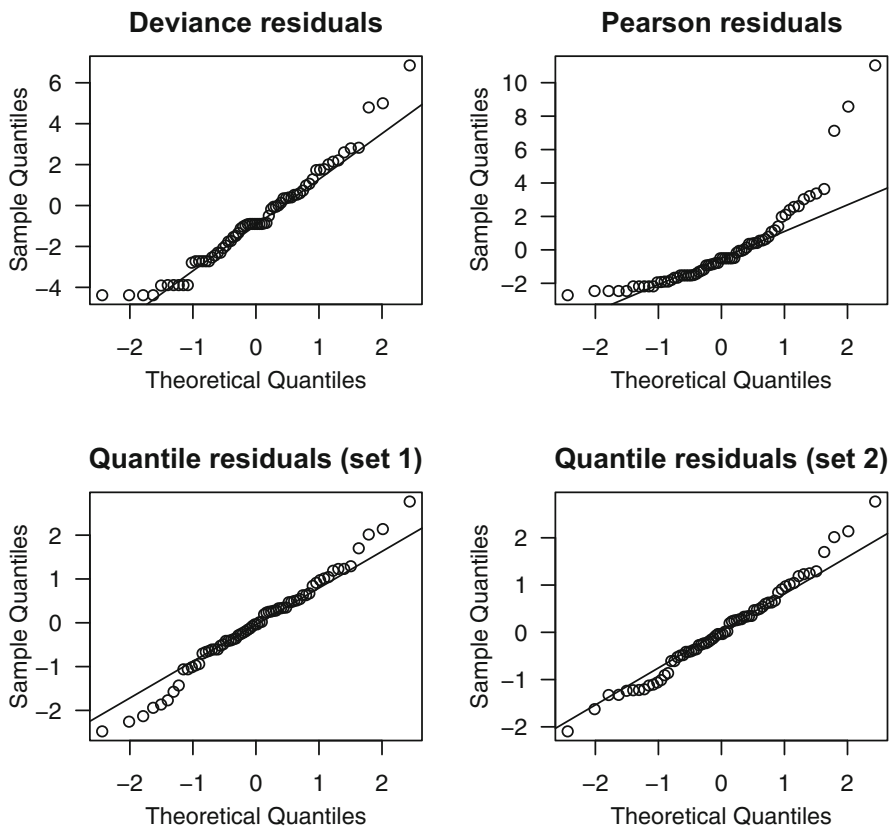 Deviance residuals
Sample Quantiles
6
4
2
0
−2
−4
−2 −1 0 1 2
Theoretical Quantiles
Pearson residuals
Sample Quantiles
10
8
6
4
2
0
−2
−2 −1 0 1 2
Theoretical Quantiles
Quantile residuals (set 1)
Sample Quantiles
2
1
0
−1
−2
−2 −1 0 1 2
Theoretical Quantiles
Quantile residuals (set 2)
Sample Quantiles
2
1
0
−1
−2
−2 −1 0 1 2
Theoretical Quantiles